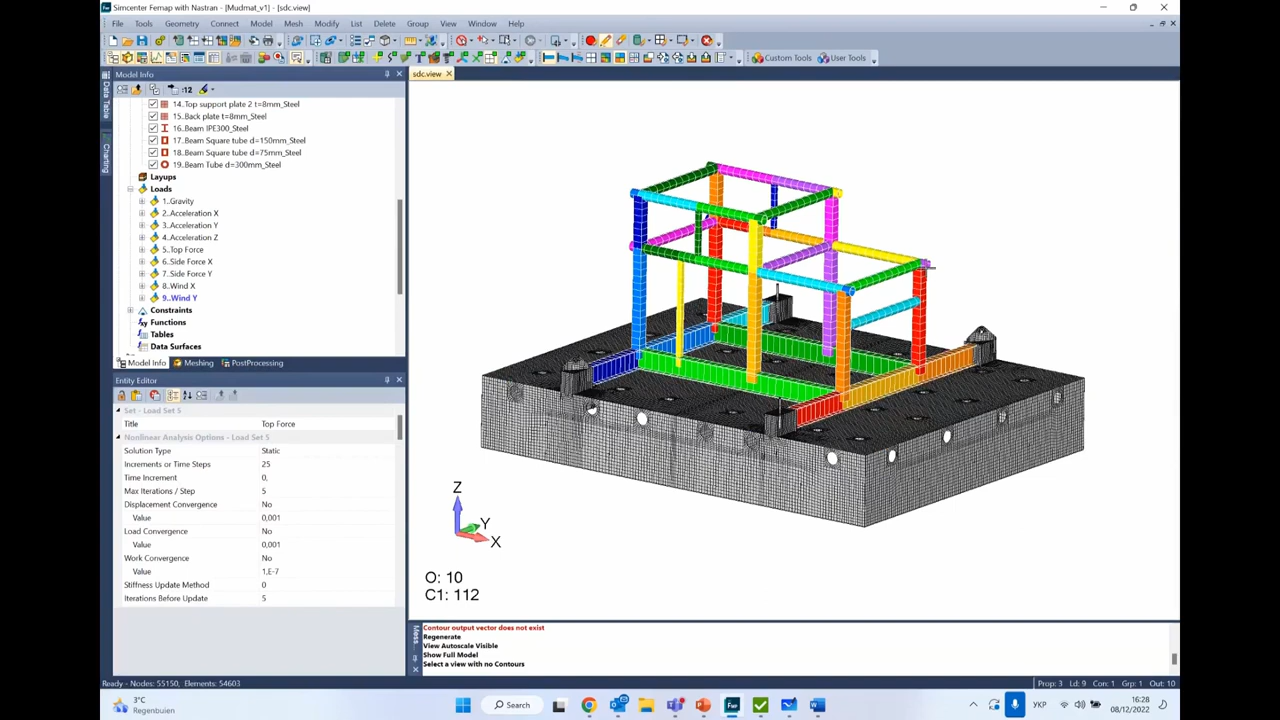 Simcenter Femap with Nastran - [Mudmat_v1] - [sdc.view]
File Tools Geometry Connect Model Mesh Modify List Delete Group View Window Help
Custom Tools User Tools
Model Info
sdc.view
Data Table
Charting
:12
14..Top support plate 2 t=8mm_Steel
15..Back plate t=8mm_Steel
16..Beam IPE300_Steel
17..Beam Square tube d=150mm_Steel
18..Beam Square tube d=75mm_Steel
19..Beam Tube d=300mm_Steel
Layups
Loads
1..Gravity
2..Acceleration X
3..Acceleration Y
4..Acceleration Z
5..Top Force
6..Side Force X
7..Side Force Y
8..Wind X
9..Wind Y
Constraints
Functions
Tables
Data Surfaces
Model Info Meshing PostProcessing
Entity Editor
Set - Load Set 5
Title Top Force
Nonlinear Analysis Options - Load Set 5
Solution Type Static
Increments or Time Steps 25
Time Increment 0,
Max Iterations / Step 5
Displacement Convergence No
Value 0,001
Load Convergence No
Value 0,001
Work Convergence No
Value 1,E-7
Stiffness Update Method 0
Iterations Before Update 5
Z
Y
X
O: 10
C1: 112
Mess
Contour output vector does not exist
Regenerate
View Autoscale Visible
Show Full Model
Select a view with no Contours
Ready - Nodes: 55150, Elements: 54603
Prop: 3 Ld: 9 Con: 1 Grp: 1 Out: 10
3°C
Regenbuien
Search
УКР
16:28
08/12/2022